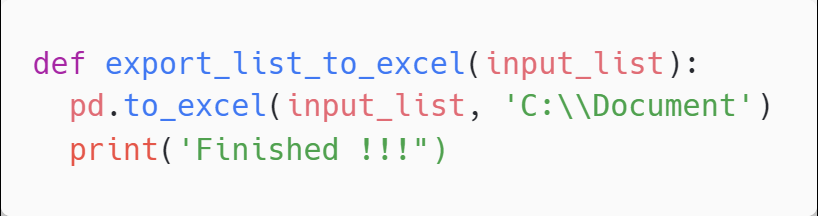 def export_list_to_excel(input_list):
  pd.to_excel(input_list, 'C:\\Document')
  print('Finished !!!")